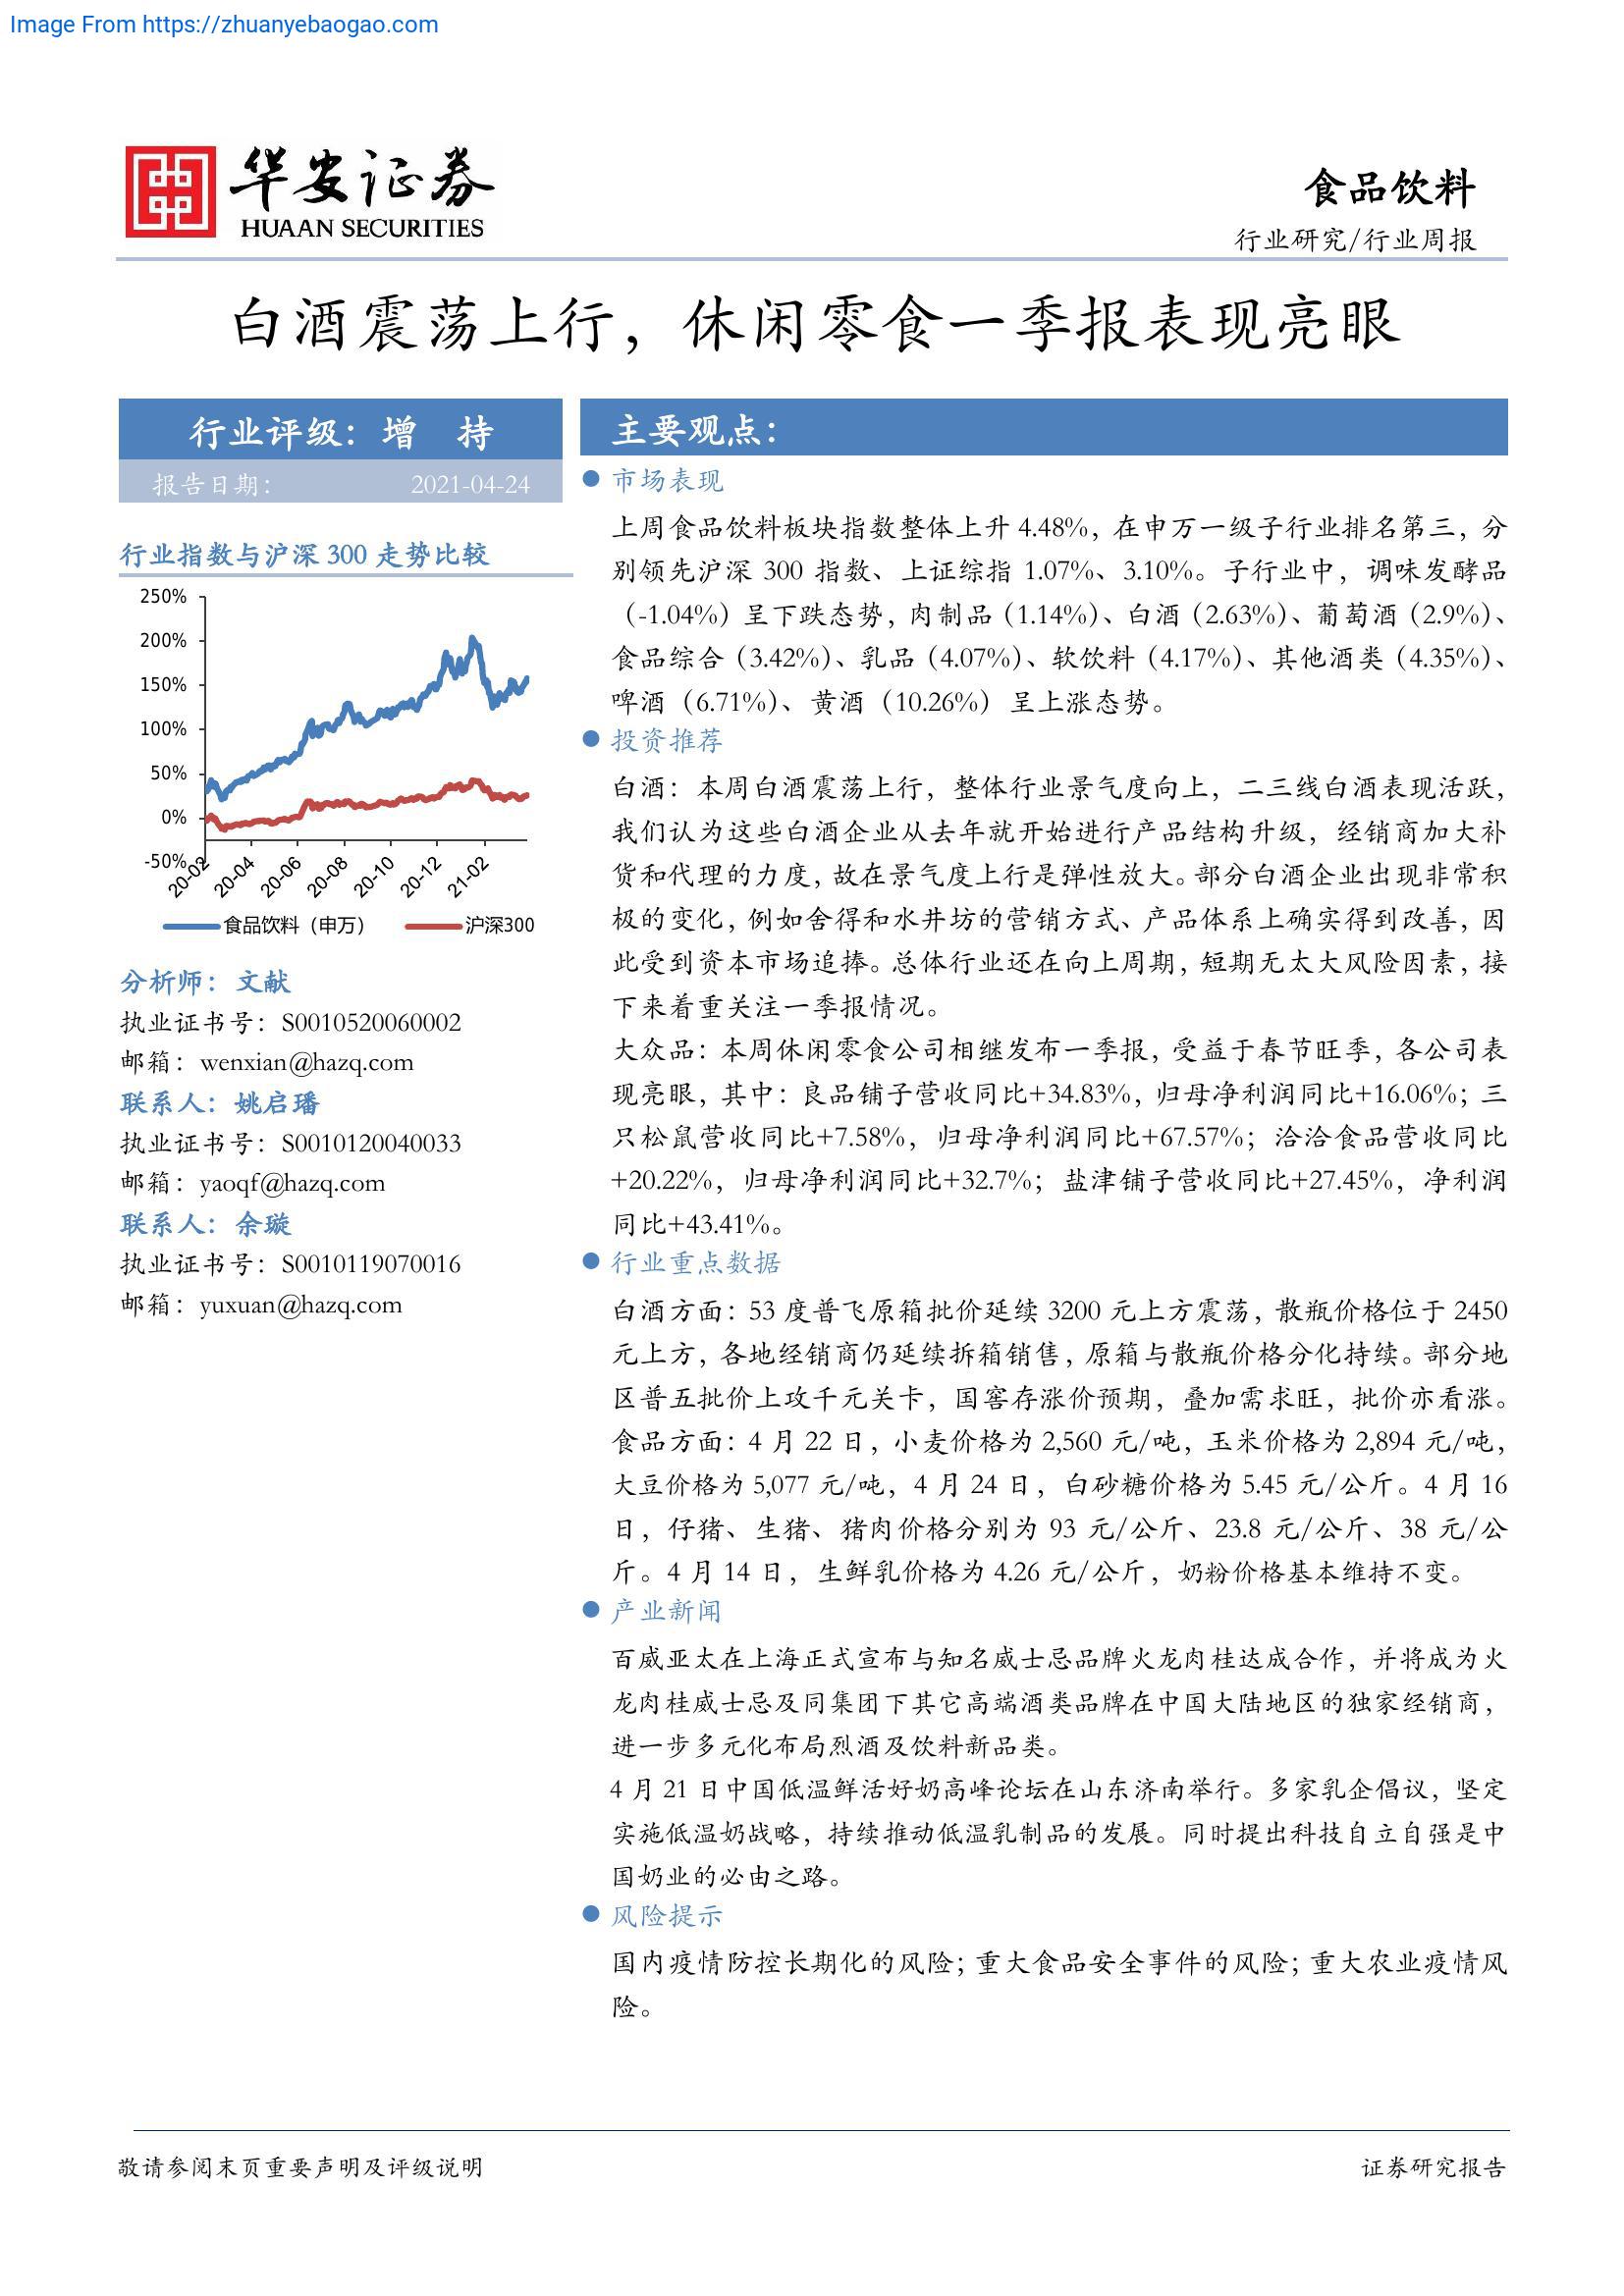 Image From https://zhuanyebaogao.com
华安证券
HUAAN SECURITIES
食品饮料
行业研究/行业周报
白酒震荡上行，休闲零食一季报表现亮眼
行业评级：增 持
报告日期： 2021-04-24
行业指数与沪深 300 走势比较
250%
200%
150%
100%
50%
0%
-50%
20-02 20-04 20-06 20-08 20-10 20-12 21-02
食品饮料（申万） 沪深300
分析师：文献
执业证书号：S0010520060002
邮箱：wenxian@hazq.com
联系人：姚启璠
执业证书号：S0010120040033
邮箱：yaoqf@hazq.com
联系人：余璇
执业证书号：S0010119070016
邮箱：yuxuan@hazq.com
主要观点：
市场表现
上周食品饮料板块指数整体上升 4.48%，在申万一级子行业排名第三，分
别领先沪深 300 指数、上证综指 1.07%、3.10%。子行业中，调味发酵品
（-1.04%）呈下跌态势，肉制品（1.14%）、白酒（2.63%）、葡萄酒（2.9%）、
食品综合（3.42%）、乳品（4.07%）、软饮料（4.17%）、其他酒类（4.35%）、
啤酒（6.71%）、黄酒（10.26%）呈上涨态势。
投资推荐
白酒：本周白酒震荡上行，整体行业景气度向上，二三线白酒表现活跃，
我们认为这些白酒企业从去年就开始进行产品结构升级，经销商加大补
货和代理的力度，故在景气度上行是弹性放大。部分白酒企业出现非常积
极的变化，例如舍得和水井坊的营销方式、产品体系上确实得到改善，因
此受到资本市场追捧。总体行业还在向上周期，短期无太大风险因素，接
下来着重关注一季报情况。
大众品：本周休闲零食公司相继发布一季报，受益于春节旺季，各公司表
现亮眼，其中：良品铺子营收同比+34.83%，归母净利润同比+16.06%；三
只松鼠营收同比+7.58%，归母净利润同比+67.57%；洽洽食品营收同比
+20.22%，归母净利润同比+32.7%；盐津铺子营收同比+27.45%，净利润
同比+43.41%。
行业重点数据
白酒方面：53 度普飞原箱批价延续 3200 元上方震荡，散瓶价格位于 2450
元上方，各地经销商仍延续拆箱销售，原箱与散瓶价格分化持续。部分地
区普五批价上攻千元关卡，国窖存涨价预期，叠加需求旺，批价亦看涨。
食品方面：4 月 22 日，小麦价格为 2,560 元/吨，玉米价格为 2,894 元/吨，
大豆价格为 5,077 元/吨，4 月 24 日，白砂糖价格为 5.45 元/公斤。4 月 16
日，仔猪、生猪、猪肉价格分别为 93 元/公斤、23.8 元/公斤、38 元/公
斤。4 月 14 日，生鲜乳价格为 4.26 元/公斤，奶粉价格基本维持不变。
产业新闻
百威亚太在上海正式宣布与知名威士忌品牌火龙肉桂达成合作，并将成为火
龙肉桂威士忌及同集团下其它高端酒类品牌在中国大陆地区的独家经销商，
进一步多元化布局烈酒及饮料新品类。
4 月 21 日中国低温鲜活好奶高峰论坛在山东济南举行。多家乳企倡议，坚定
实施低温奶战略，持续推动低温乳制品的发展。同时提出科技自立自强是中
国奶业的必由之路。
风险提示
国内疫情防控长期化的风险；重大食品安全事件的风险；重大农业疫情风
险。
敬请参阅末页重要声明及评级说明
证券研究报告